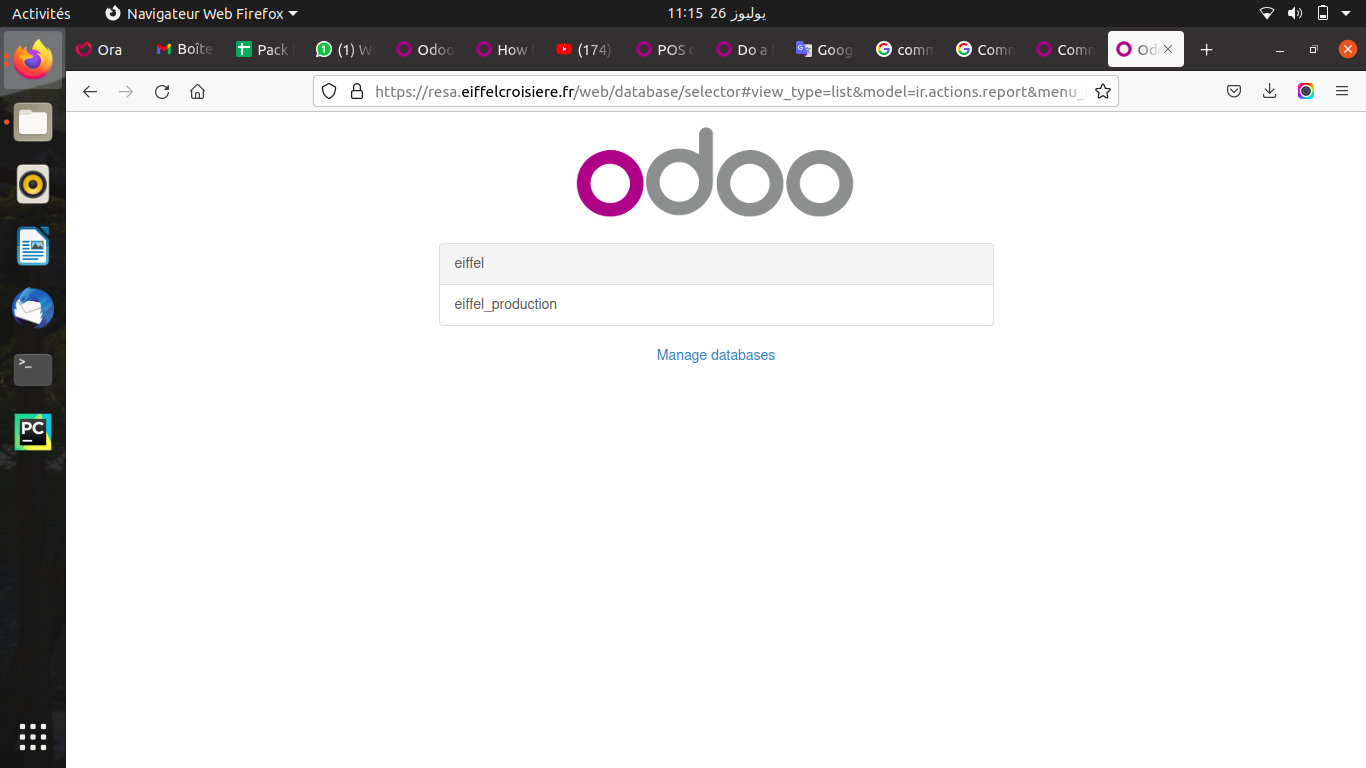 Activités
Navigateur Web Firefox
11:15 26 يوليوز
Ora
Boîte
Pack
(1) W
Odoo
How
(174)
POS
Do a
Goog
comm
Comm
Comm
Od
https://resa.eiffelcroisiere.fr/web/database/selector#view_type=list&model=ir.actions.report&menu_
odoo
eiffel
eiffel_production
Manage databases
PC